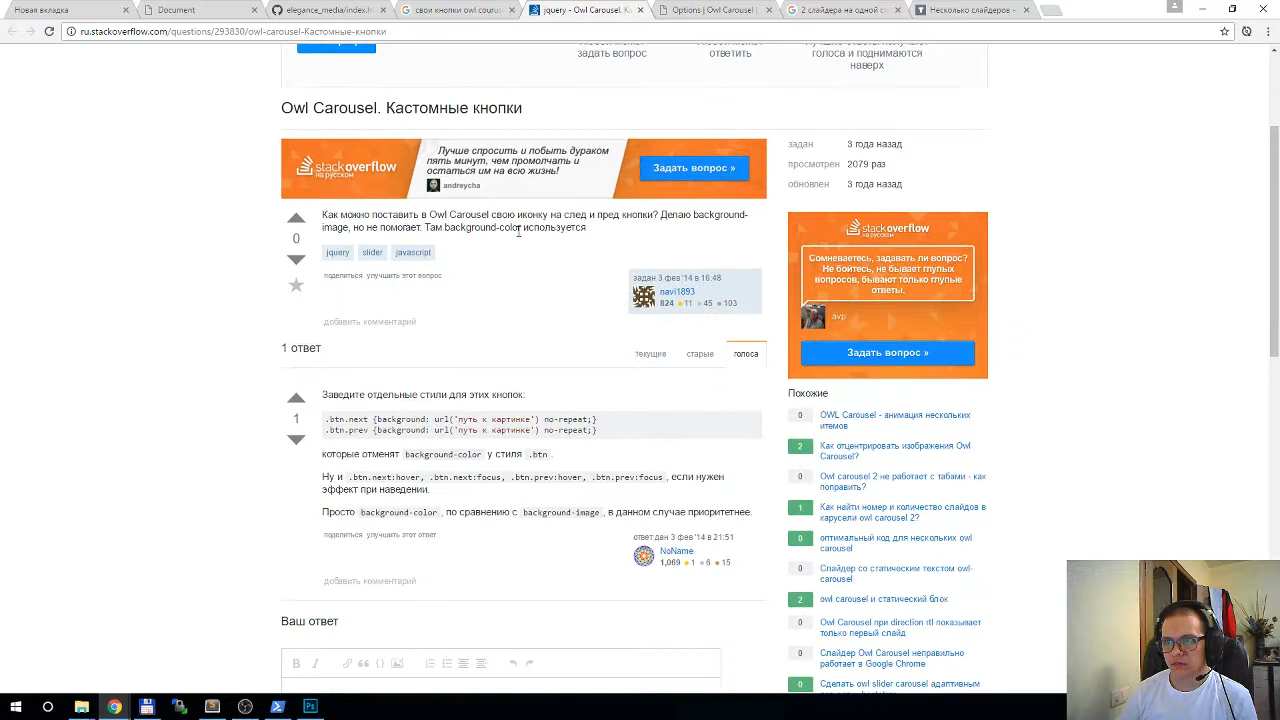 Новая вкладка
Document
elegance_media/index.h
свои кнопки owl courous
jquery - Owl Carousel. Ка
Options | Owl Carousel |
2 слайдера на одной ст
Несколько слайдеров н
ru.stackoverflow.com/questions/293830/owl-carousel-Кастомные-кнопки
задать вопрос
ответить
голоса и поднимаются
наверх
Owl Carousel. Кастомные кнопки
stackoverflow
на русском
Лучше спросить и побыть дураком
пять минут, чем промолчать и
остаться им на всю жизнь!
andreycha
Задать вопрос »
задан 3 года назад
просмотрен 2079 раз
обновлён 3 года назад
0
Как можно поставить в Owl Carousel свою иконку на след и пред кнопки? Делаю background-
image, но не помогает. Там background-color используется
jquery slider javascript
поделиться улучшить этот вопрос
задан 3 фев '14 в 16:48
navi1893
824 11 45 103
добавить комментарий
1 ответ
текущие старые голоса
1
Заведите отдельные стили для этих кнопок:
.btn.next {background: url('путь к картинке') no-repeat;}
.btn.prev {background: url('путь к картинке') no-repeat;}
которые отменят background-color у стиля .btn.
Ну и .btn.next:hover, .btn.next:focus, .btn.prev:hover, .btn.prev:focus, если нужен
эффект при наведении.
Просто background-color, по сравнению с background-image, в данном случае приоритетнее.
поделиться улучшить этот ответ
ответ дан 3 фев '14 в 21:51
NoName
1,069 1 6 15
добавить комментарий
Ваш ответ
stackoverflow
на русском
Сомневаетесь, задавать ли вопрос?
Не бойтесь, не бывает глупых
вопросов, бывают только глупые
ответы.
avp
Задать вопрос »
Похожие
0 OWL Carousel - анимация нескольких
итемов
2 Как отцентрировать изображения Owl
Carousel?
0 Owl carousel 2 не работает с табами - как
поправить?
1 Как найти номер и количество слайдов в
карусели owl carousel 2?
0 оптимальный код для нескольких owl
carousel
0 Слайдер со статическим текстом owl-
carousel
2 owl carousel и статический блок
0 Owl Carousel при direction rtl показывает
только первый слайд
0 Слайдер Owl Carousel неправильно
работает в Google Chrome
0 Сделать owl slider carousel адаптивным